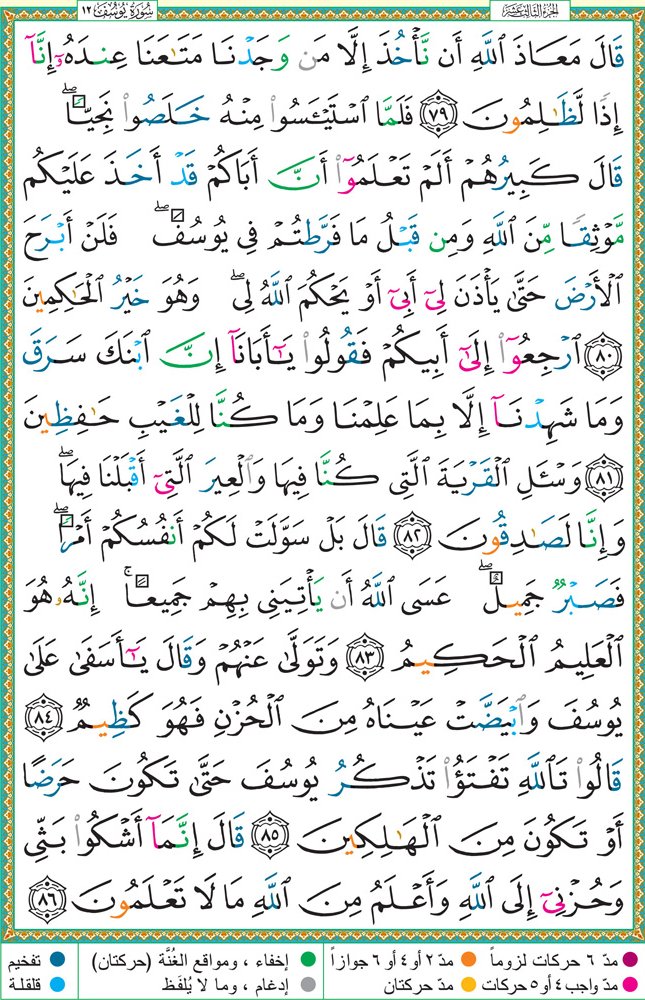 الجزء الثالث عشر
سورة يوسف ١٢
قَالَ مَعَاذَ ٱللَّهِ أَن نَّأْخُذَ إِلَّا مَن وَجَدْنَا مَتَٰعَنَا عِندَهُۥٓ إِنَّآ
إِذًا لَّظَٰلِمُونَ ٧٩ فَلَمَّا ٱسْتَيْـَٔسُوا۟ مِنْهُ خَلَصُوا۟ نَجِيًّا ۖ
قَالَ كَبِيرُهُمْ أَلَمْ تَعْلَمُوٓا۟ أَنَّ أَبَاكُمْ قَدْ أَخَذَ عَلَيْكُم
مَّوْثِقًا مِّنَ ٱللَّهِ وَمِن قَبْلُ مَا فَرَّطتُمْ فِى يُوسُفَ ۖ فَلَنْ أَبْرَحَ
ٱلْأَرْضَ حَتَّىٰ يَأْذَنَ لِىٓ أَبِىٓ أَوْ يَحْكُمَ ٱللَّهُ لِى ۖ وَهُوَ خَيْرُ ٱلْحَٰكِمِينَ
٨٠ ٱرْجِعُوٓا۟ إِلَىٰٓ أَبِيكُمْ فَقُولُوا۟ يَٰٓأَبَانَآ إِنَّ ٱبْنَكَ سَرَقَ
وَمَا شَهِدْنَآ إِلَّا بِمَا عَلِمْنَا وَمَا كُنَّا لِلْغَيْبِ حَٰفِظِينَ
٨١ وَسْـَٔلِ ٱلْقَرْيَةَ ٱلَّتِى كُنَّا فِيهَا وَٱلْعِيرَ ٱلَّتِىٓ أَقْبَلْنَا فِيهَا ۖ
وَإِنَّا لَصَٰدِقُونَ ٨٢ قَالَ بَلْ سَوَّلَتْ لَكُمْ أَنفُسُكُمْ أَمْرًا ۖ
فَصَبْرٌ جَمِيلٌ ۖ عَسَى ٱللَّهُ أَن يَأْتِيَنِى بِهِمْ جَمِيعًا ۚ إِنَّهُۥ هُوَ
ٱلْعَلِيمُ ٱلْحَكِيمُ ٨٣ وَتَوَلَّىٰ عَنْهُمْ وَقَالَ يَٰٓأَسَفَىٰ عَلَىٰ
يُوسُفَ وَٱبْيَضَّتْ عَيْنَاهُ مِنَ ٱلْحُزْنِ فَهُوَ كَظِيمٌ ٨٤
قَالُوا۟ تَٱللَّهِ تَفْتَؤُا۟ تَذْكُرُ يُوسُفَ حَتَّىٰ تَكُونَ حَرَضًا
أَوْ تَكُونَ مِنَ ٱلْهَٰلِكِينَ ٨٥ قَالَ إِنَّمَآ أَشْكُوا۟ بَثِّى
وَحُزْنِىٓ إِلَى ٱللَّهِ وَأَعْلَمُ مِنَ ٱللَّهِ مَا لَا تَعْلَمُونَ ٨٦
مدّ ٦ حركات لزوماً مدّ ٢ أو ٤ أو ٦ جوازاً إخفاء ، ومواقع الغُنَّة (حركتان) تفخيم
مدّ واجب ٤ أو ٥ حركات مدّ حركتان إدغام ، وما لا يُلفَظ قلقلة